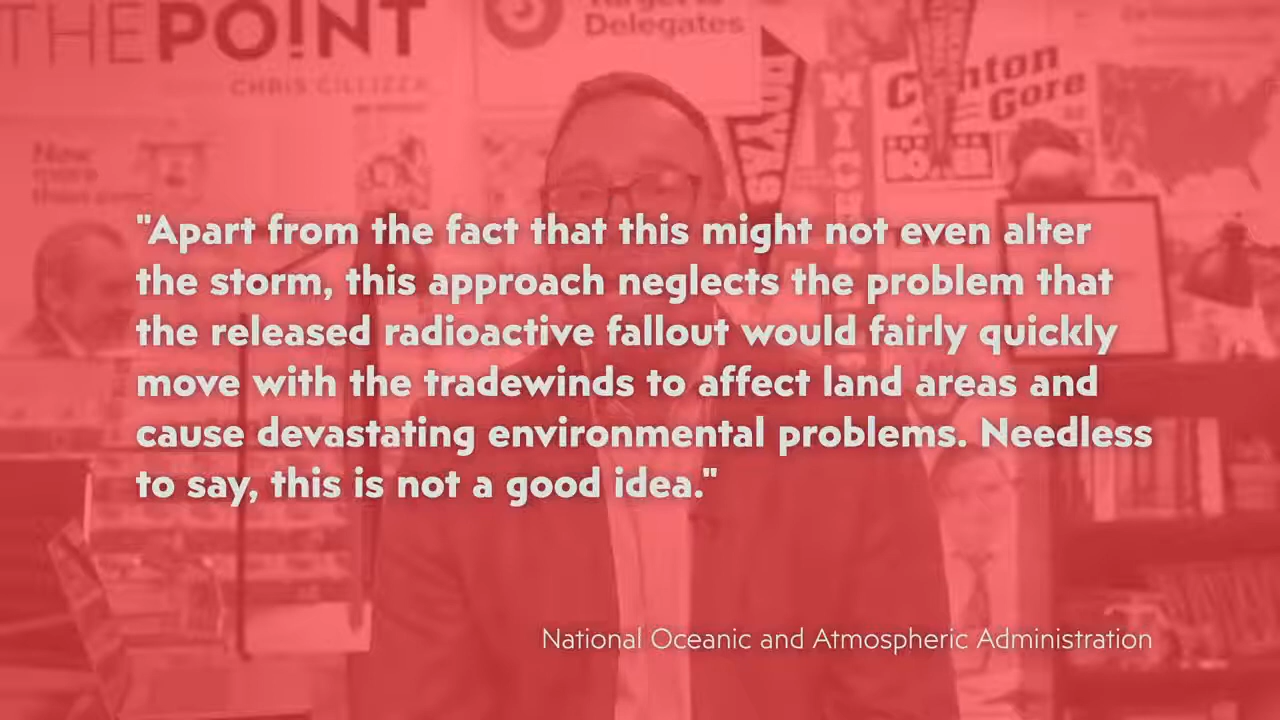 THE POINT
CHRIS CILLIZZA
Delegates
Clinton
Gore
New
more
than
"Apart from the fact that this might not even alter
the storm, this approach neglects the problem that
the released radioactive fallout would fairly quickly
move with the tradewinds to affect land areas and
cause devastating environmental problems. Needless
to say, this is not a good idea."
National Oceanic and Atmospheric Administration